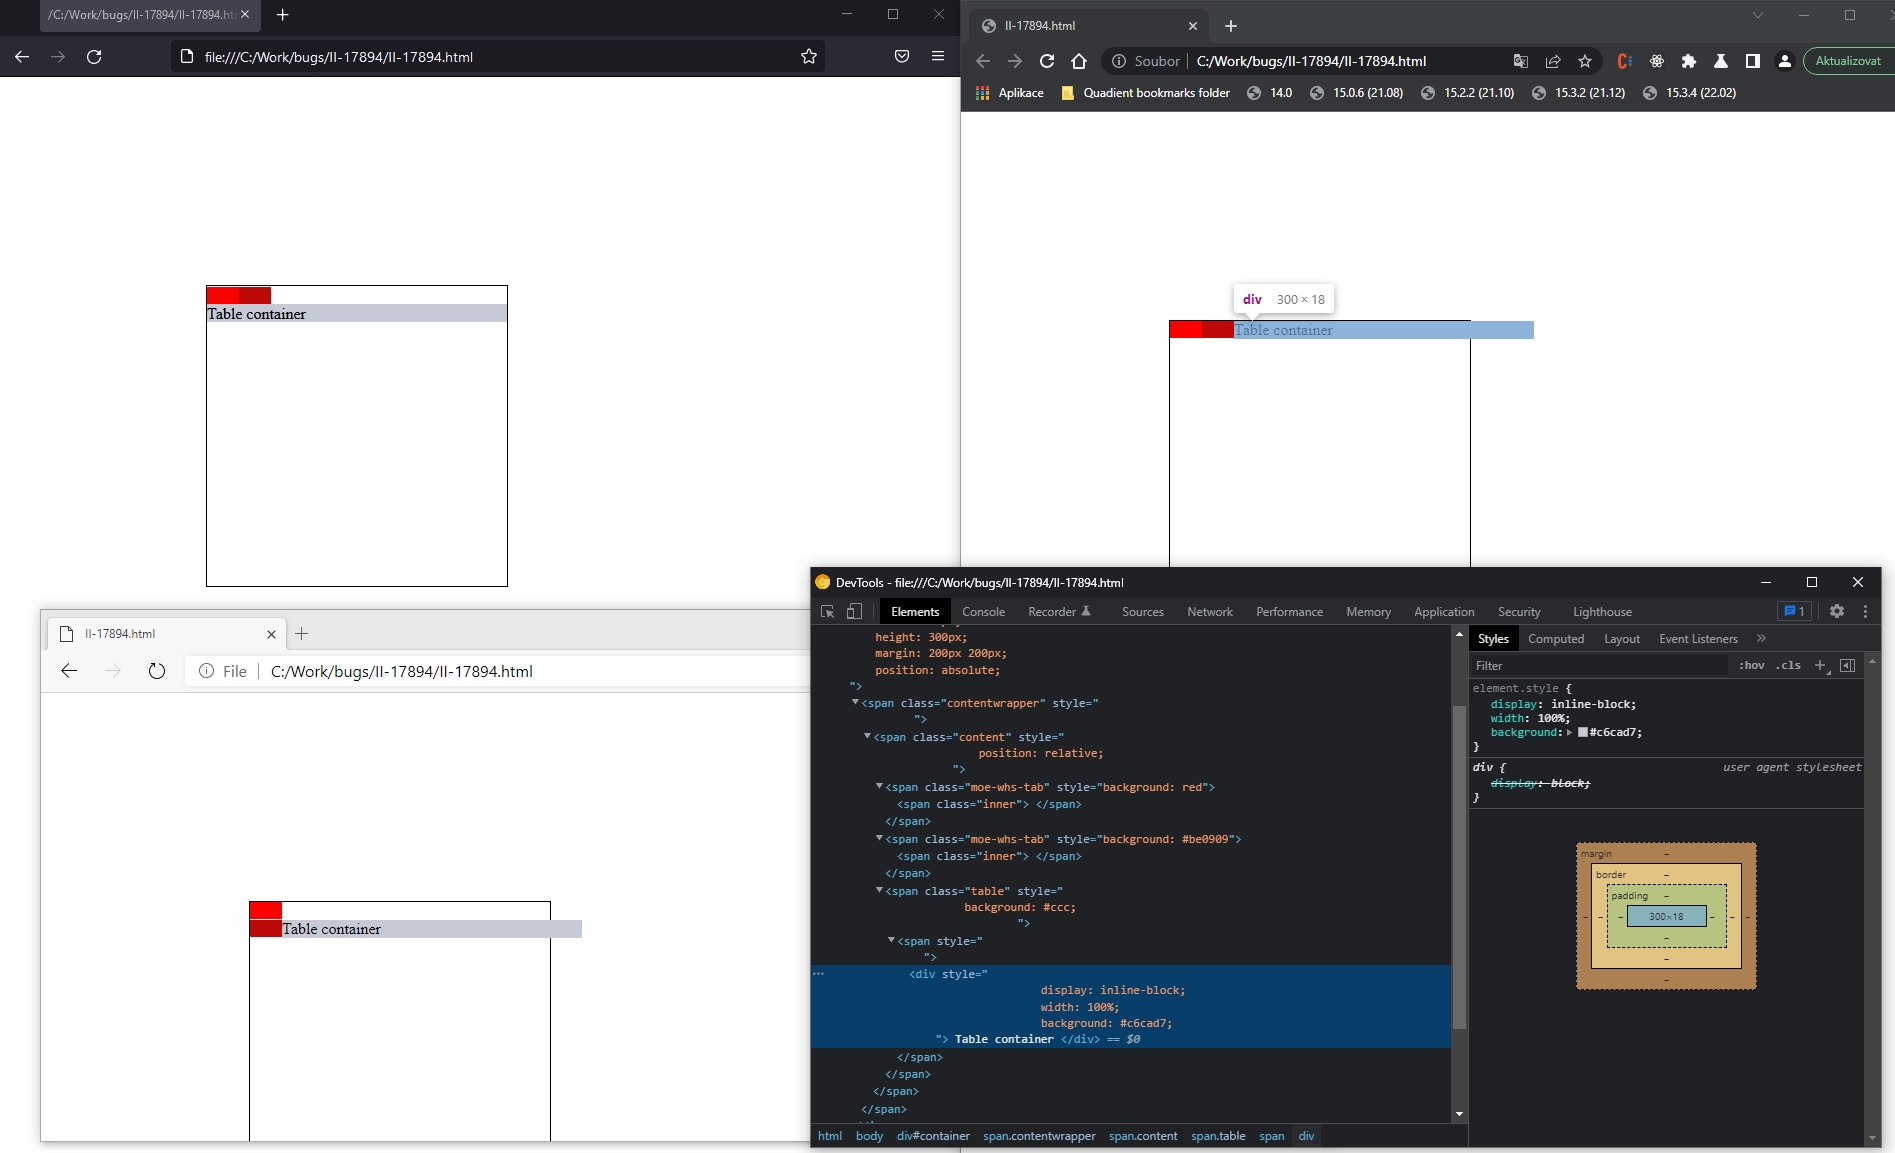 /C:/Work/bugs/II-17894/II-17894.htm
file:///C:/Work/bugs/II-17894/II-17894.html
Table container
II-17894.html
Soubor C:/Work/bugs/II-17894/II-17894.html
Aktualizovat
Aplikace Quadient bookmarks folder 14.0 15.0.6 (21.08) 15.2.2 (21.10) 15.3.2 (21.12) 15.3.4 (22.02)
div 300 × 18
Table container
II-17894.html
File C:/Work/bugs/II-17894/II-17894.html
Table container
DevTools - file:///C:/Work/bugs/II-17894/II-17894.html
Elements Console Recorder Sources Network Performance Memory Application Security Lighthouse 1
height: 300px;
margin: 200px 200px;
position: absolute;
">
<span class="contentwrapper" style="
">
<span class="content" style="
position: relative;
">
<span class="moe-whs-tab" style="background: red">
<span class="inner"> </span>
</span>
<span class="moe-whs-tab" style="background: #be0909">
<span class="inner"> </span>
</span>
<span class="table" style="
background: #ccc;
">
<span style="
">
<div style="
display: inline-block;
width: 100%;
background: #c6cad7;
"> Table container </div> == $0
</span>
</span>
</span>
</span>
html body div#container span.contentwrapper span.content span.table span div
Styles Computed Layout Event Listeners »
Filter :hov .cls
element.style {
display: inline-block;
width: 100%;
background: #c6cad7;
}
div { user agent stylesheet
display: block;
}
margin –
border –
padding –
– – – 300×18 – – –
–
–
–